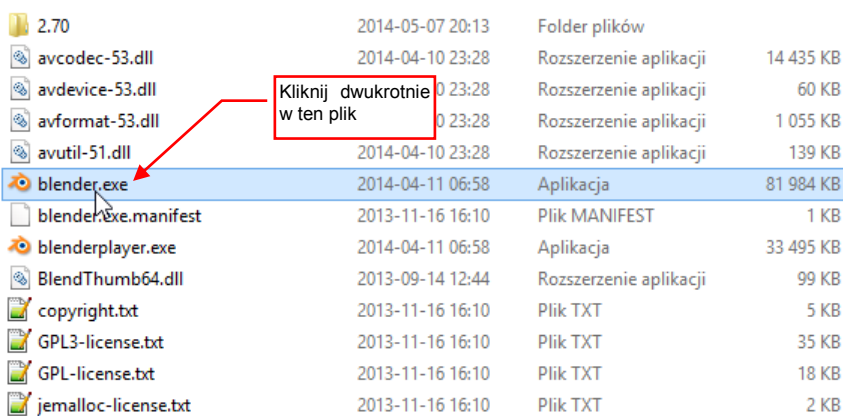 2.70 2014-05-07 20:13 Folder plików
avcodec-53.dll 2014-04-10 23:28 Rozszerzenie aplikacji 14 435 KB
avdevice-53.dll 0 23:28 Rozszerzenie aplikacji 60 KB
Kliknij dwukrotnie
w ten plik
avformat-53.dll 0 23:28 Rozszerzenie aplikacji 1 055 KB
avutil-51.dll 2014-04-10 23:28 Rozszerzenie aplikacji 139 KB
blender.exe 2014-04-11 06:58 Aplikacja 81 984 KB
blender.exe.manifest 2013-11-16 16:10 Plik MANIFEST 1 KB
blenderplayer.exe 2014-04-11 06:58 Aplikacja 33 495 KB
BlendThumb64.dll 2013-09-14 12:44 Rozszerzenie aplikacji 99 KB
copyright.txt 2013-11-16 16:10 Plik TXT 5 KB
GPL3-license.txt 2013-11-16 16:10 Plik TXT 35 KB
GPL-license.txt 2013-11-16 16:10 Plik TXT 18 KB
jemalloc-license.txt 2013-11-16 16:10 Plik TXT 2 KB